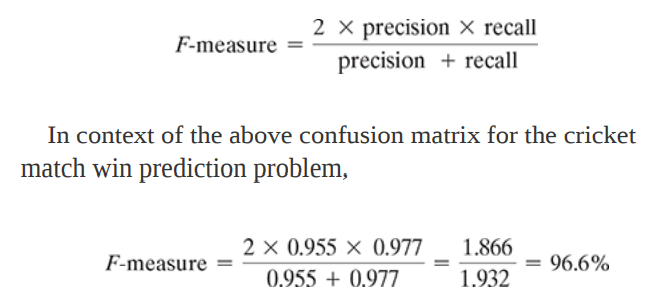 F-measure = 2 × precision × recall / precision + recall
In context of the above confusion matrix for the cricket
match win prediction problem,
F-measure = 2 × 0.955 × 0.977 / 0.955 + 0.977 = 1.866 / 1.932 = 96.6%